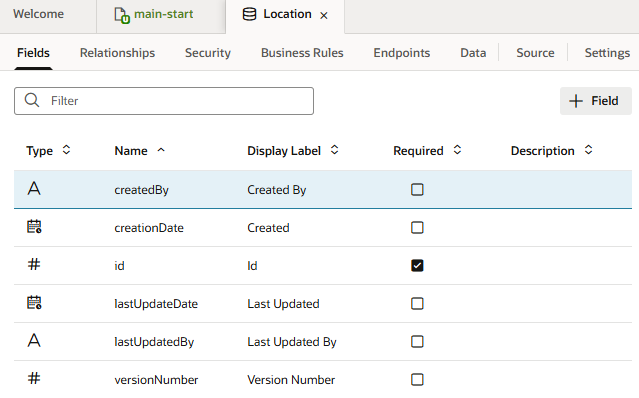 Welcome main-start Location
Fields Relationships Security Business Rules Endpoints Data Source Settings
Filter + Field
Type Name Display Label Required Description
A createdBy Created By
creationDate Created
# id Id
lastUpdateDate Last Updated
A lastUpdatedBy Last Updated By
# versionNumber Version Number